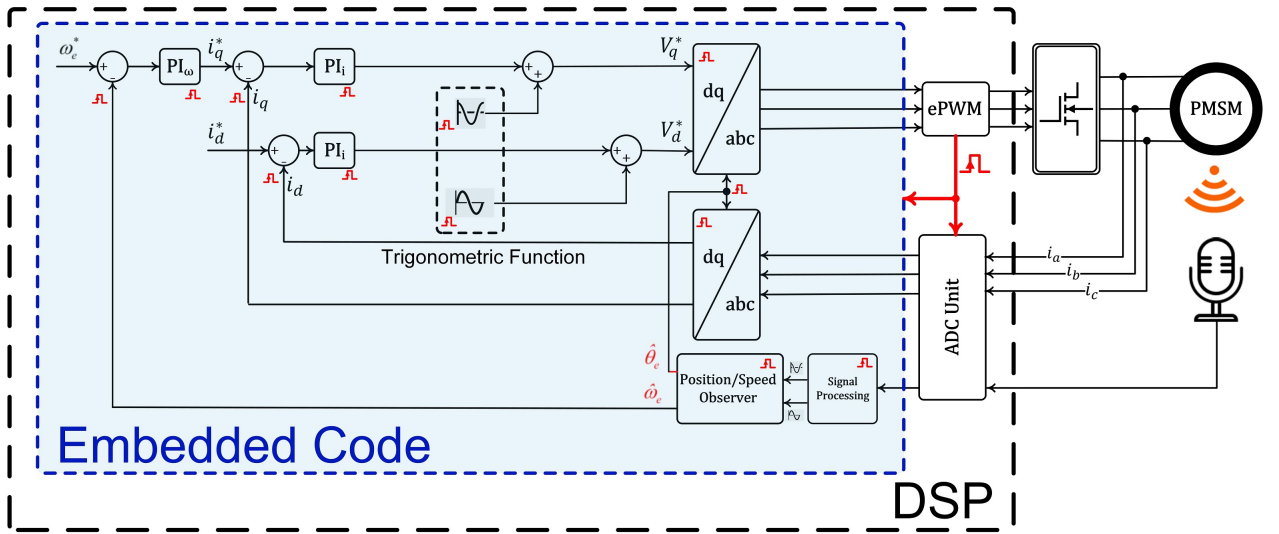 ω*e
+
-
PIω
i*q
+
-
PIi
+
+
V*q
dq
abc
ePWM
PMSM
iq
i*d
+
-
PIi
+
+
V*d
id
Trigonometric Function
dq
abc
ADC Unit
ia
ib
ic
θ̂e
ω̂e
Position/Speed
Observer
Signal
Processing
Embedded Code
DSP